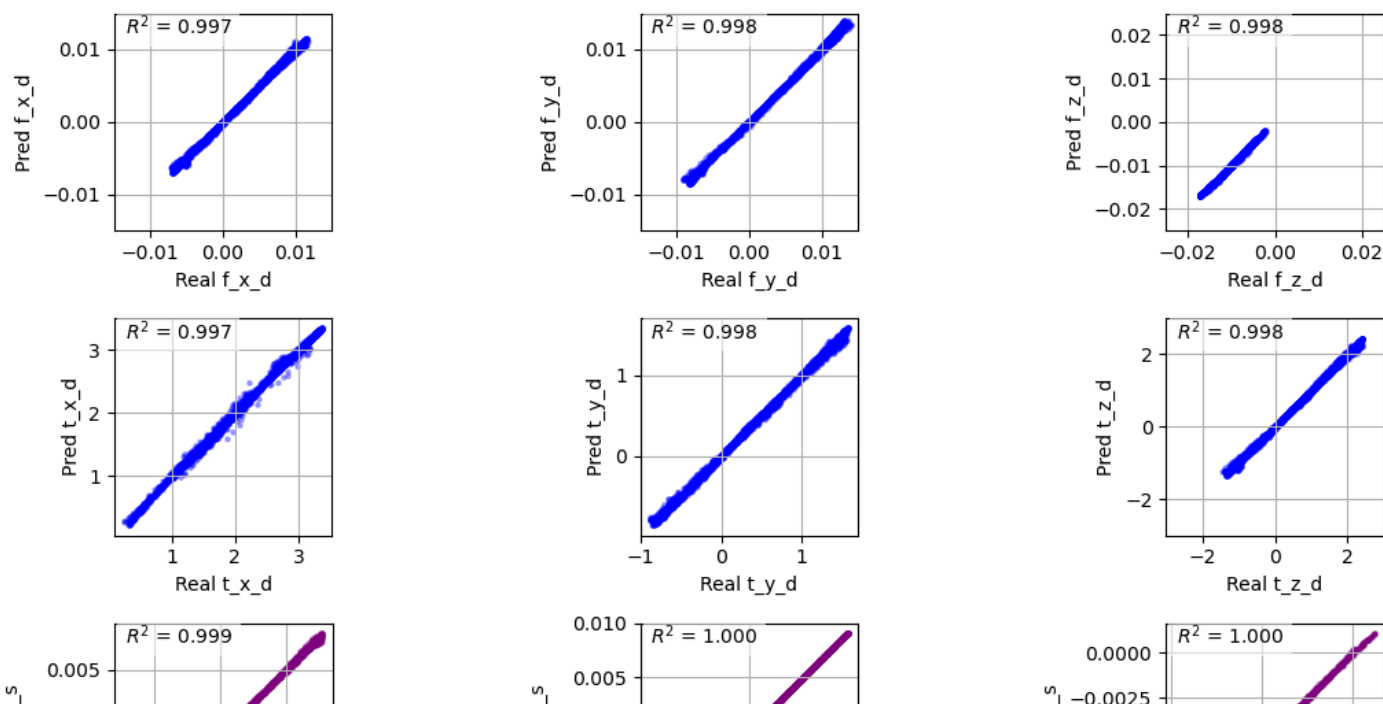 R² = 0.997
0.01
0.00
−0.01
Pred f_x_d
−0.01 0.00 0.01
Real f_x_d
R² = 0.998
0.01
0.00
−0.01
Pred f_y_d
−0.01 0.00 0.01
Real f_y_d
R² = 0.998
0.02
0.01
0.00
−0.01
−0.02
Pred f_z_d
−0.02 0.00 0.02
Real f_z_d
R² = 0.997
3
2
1
Pred t_x_d
1 2 3
Real t_x_d
R² = 0.998
1
0
Pred t_y_d
−1 0 1
Real t_y_d
R² = 0.998
2
0
−2
Pred t_z_d
−2 0 2
Real t_z_d
R² = 0.999
0.005
_s
R² = 1.000
0.010
0.005
_s
R² = 1.000
0.0000
−0.0025
_s